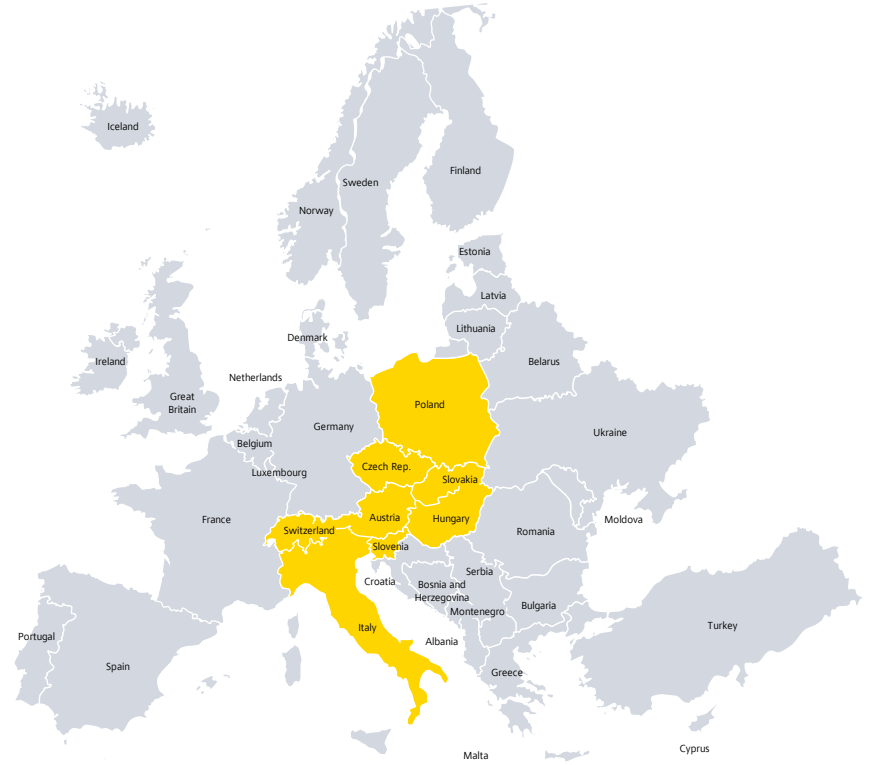 Iceland
Finland
Sweden
Norway
Estonia
Latvia
Lithuania
Denmark
Ireland
Belarus
Netherlands
Great
Britain
Poland
Germany
Ukraine
Belgium
Czech Rep.
Luxembourg
Slovakia
France
Austria
Hungary
Moldova
Switzerland
Romania
Slovenia
Serbia
Croatia
Bosnia and
Herzegovina
Bulgaria
Montenegro
Turkey
Italy
Portugal
Albania
Spain
Greece
Cyprus
Malta